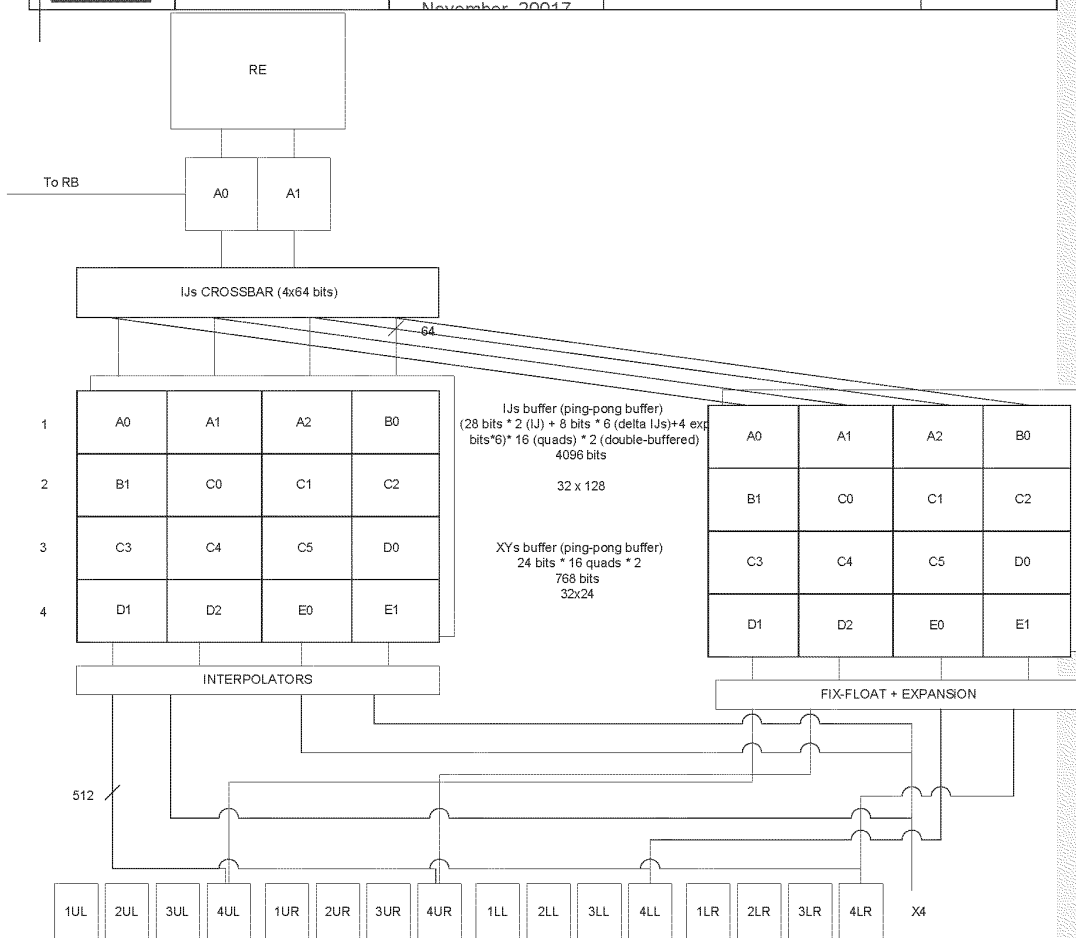 November, 20017
RE
To RB
A0 A1
IJs CROSSBAR (4x64 bits)
64
1 A0 A1 A2 B0
2 B1 C0 C1 C2
3 C3 C4 C5 D0
4 D1 D2 E0 E1
IJs buffer (ping-pong buffer)
(28 bits * 2 (IJ) + 8 bits * 6 (delta IJs)+4 exp
bits*6)* 16 (quads) * 2 (double-buffered)
4096 bits
32 x 128
XYs buffer (ping-pong buffer)
24 bits * 16 quads * 2
768 bits
32x24
A0 A1 A2 B0
B1 C0 C1 C2
C3 C4 C5 D0
D1 D2 E0 E1
INTERPOLATORS
FIX-FLOAT + EXPANSiON
512
1UL 2UL 3UL 4UL 1UR 2UR 3UR 4UR 1LL 2LL 3LL 4LL 1LR 2LR 3LR 4LR X4